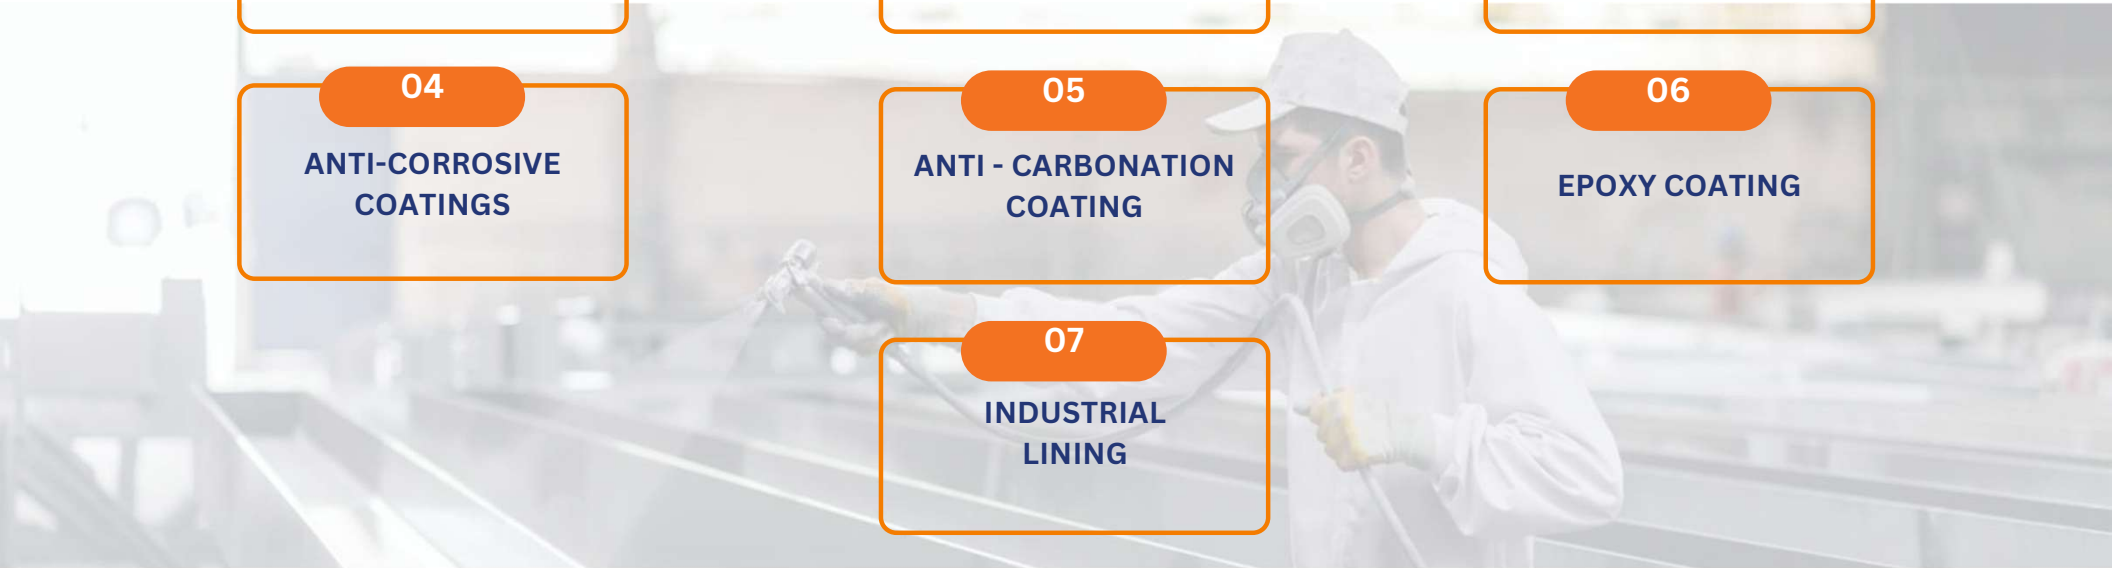 04
ANTI-CORROSIVE
COATINGS
05
ANTI - CARBONATION
COATING
06
EPOXY COATING
07
INDUSTRIAL
LINING